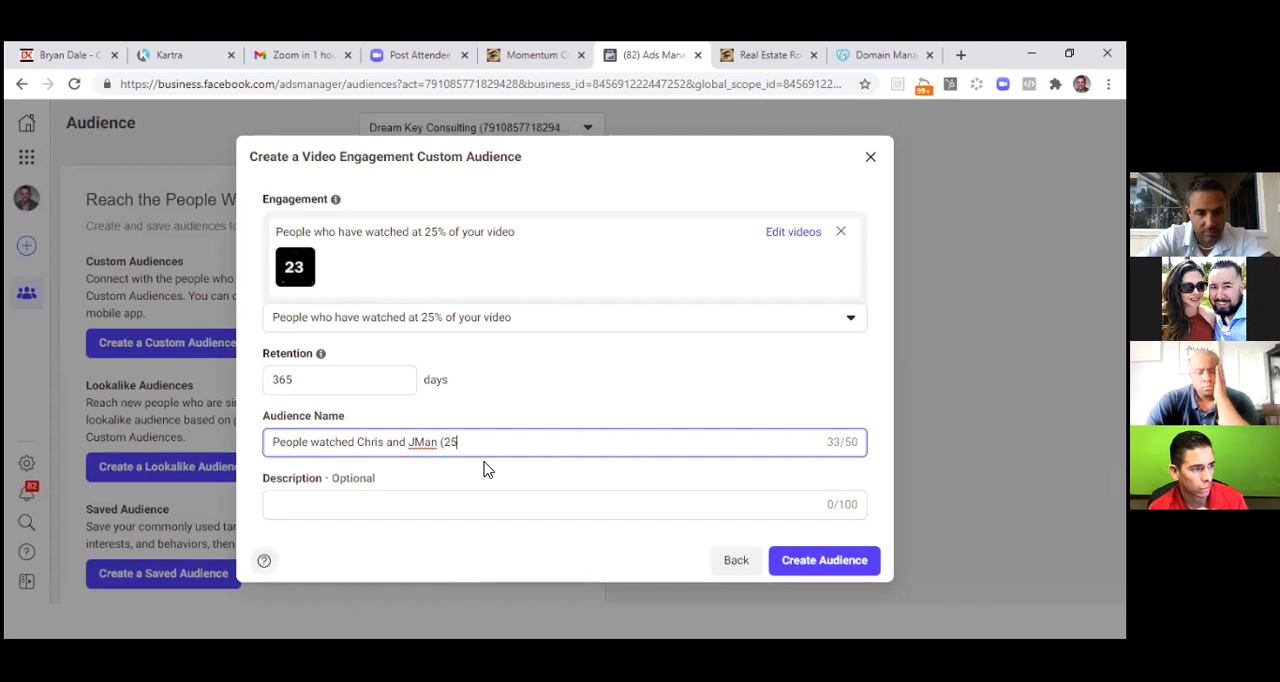 Bryan Dale - C
Kartra
Zoom in 1 hou
Post Attendee
Momentum C
(82) Ads Mana
Real Estate Ro
Domain Mana
https://business.facebook.com/adsmanager/audiences?act=791085771829428&business_id=845691222447252&global_scope_id=84569122...
99+
Audience
Dream Key Consulting (7910857718294...
Reach the People W
Create and save audiences to
Custom Audiences
Connect with the people who
Custom Audiences. You can c
mobile app.
Create a Custom Audience
Lookalike Audiences
Reach new people who are sim
lookalike audience based on p
Custom Audiences.
Create a Lookalike Audien
Saved Audience
Save your commonly used tar
interests, and behaviors, then
Create a Saved Audience
82
Create a Video Engagement Custom Audience
Engagement
People who have watched at 25% of your video
Edit videos
23
People who have watched at 25% of your video
Retention
365 days
Audience Name
People watched Chris and JMan (25
33/50
Description · Optional
0/100
Back
Create Audience